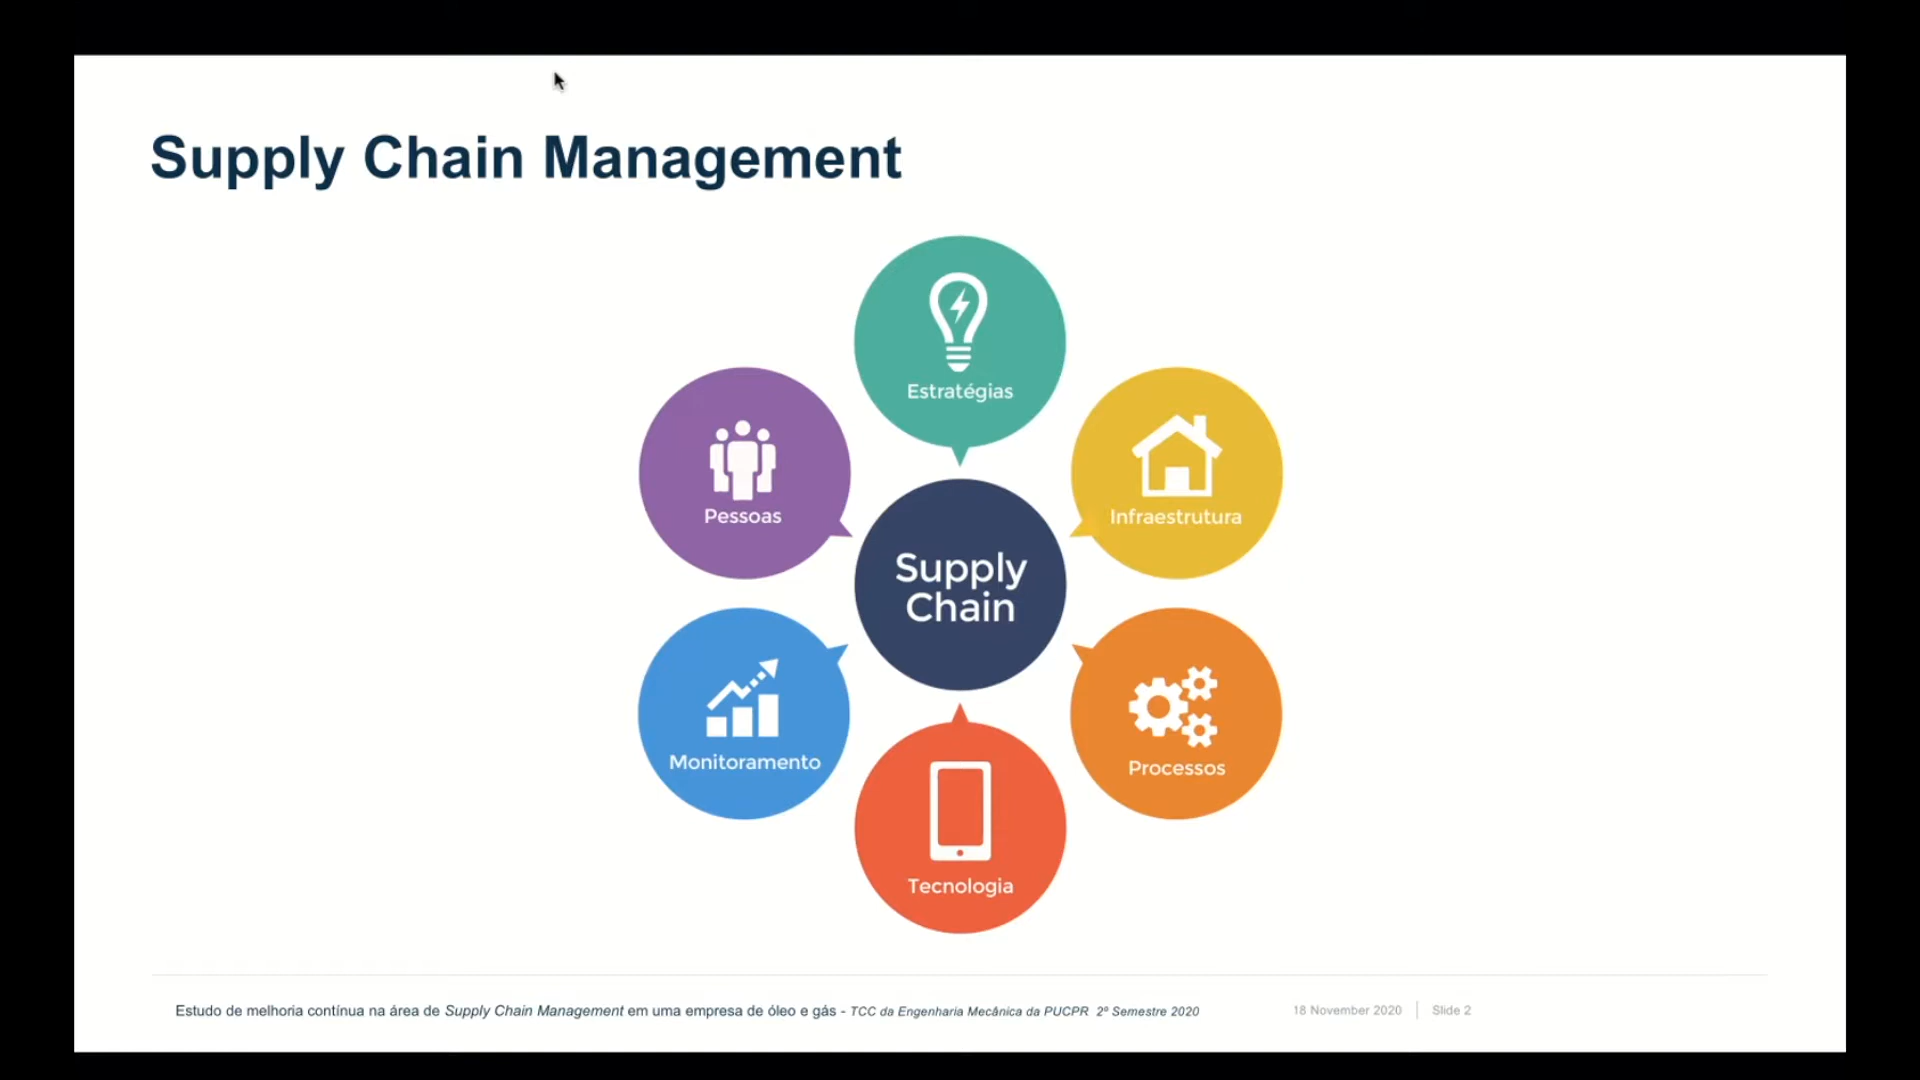 Supply Chain Management
Estratégias
Pessoas
Infraestrutura
Supply
Chain
Monitoramento
Processos
Tecnologia
Estudo de melhoria contínua na área de Supply Chain Management em uma empresa de óleo e gás - TCC da Engenharia Mecânica da PUCPR 2º Semestre 2020
18 November 2020 | Slide 2